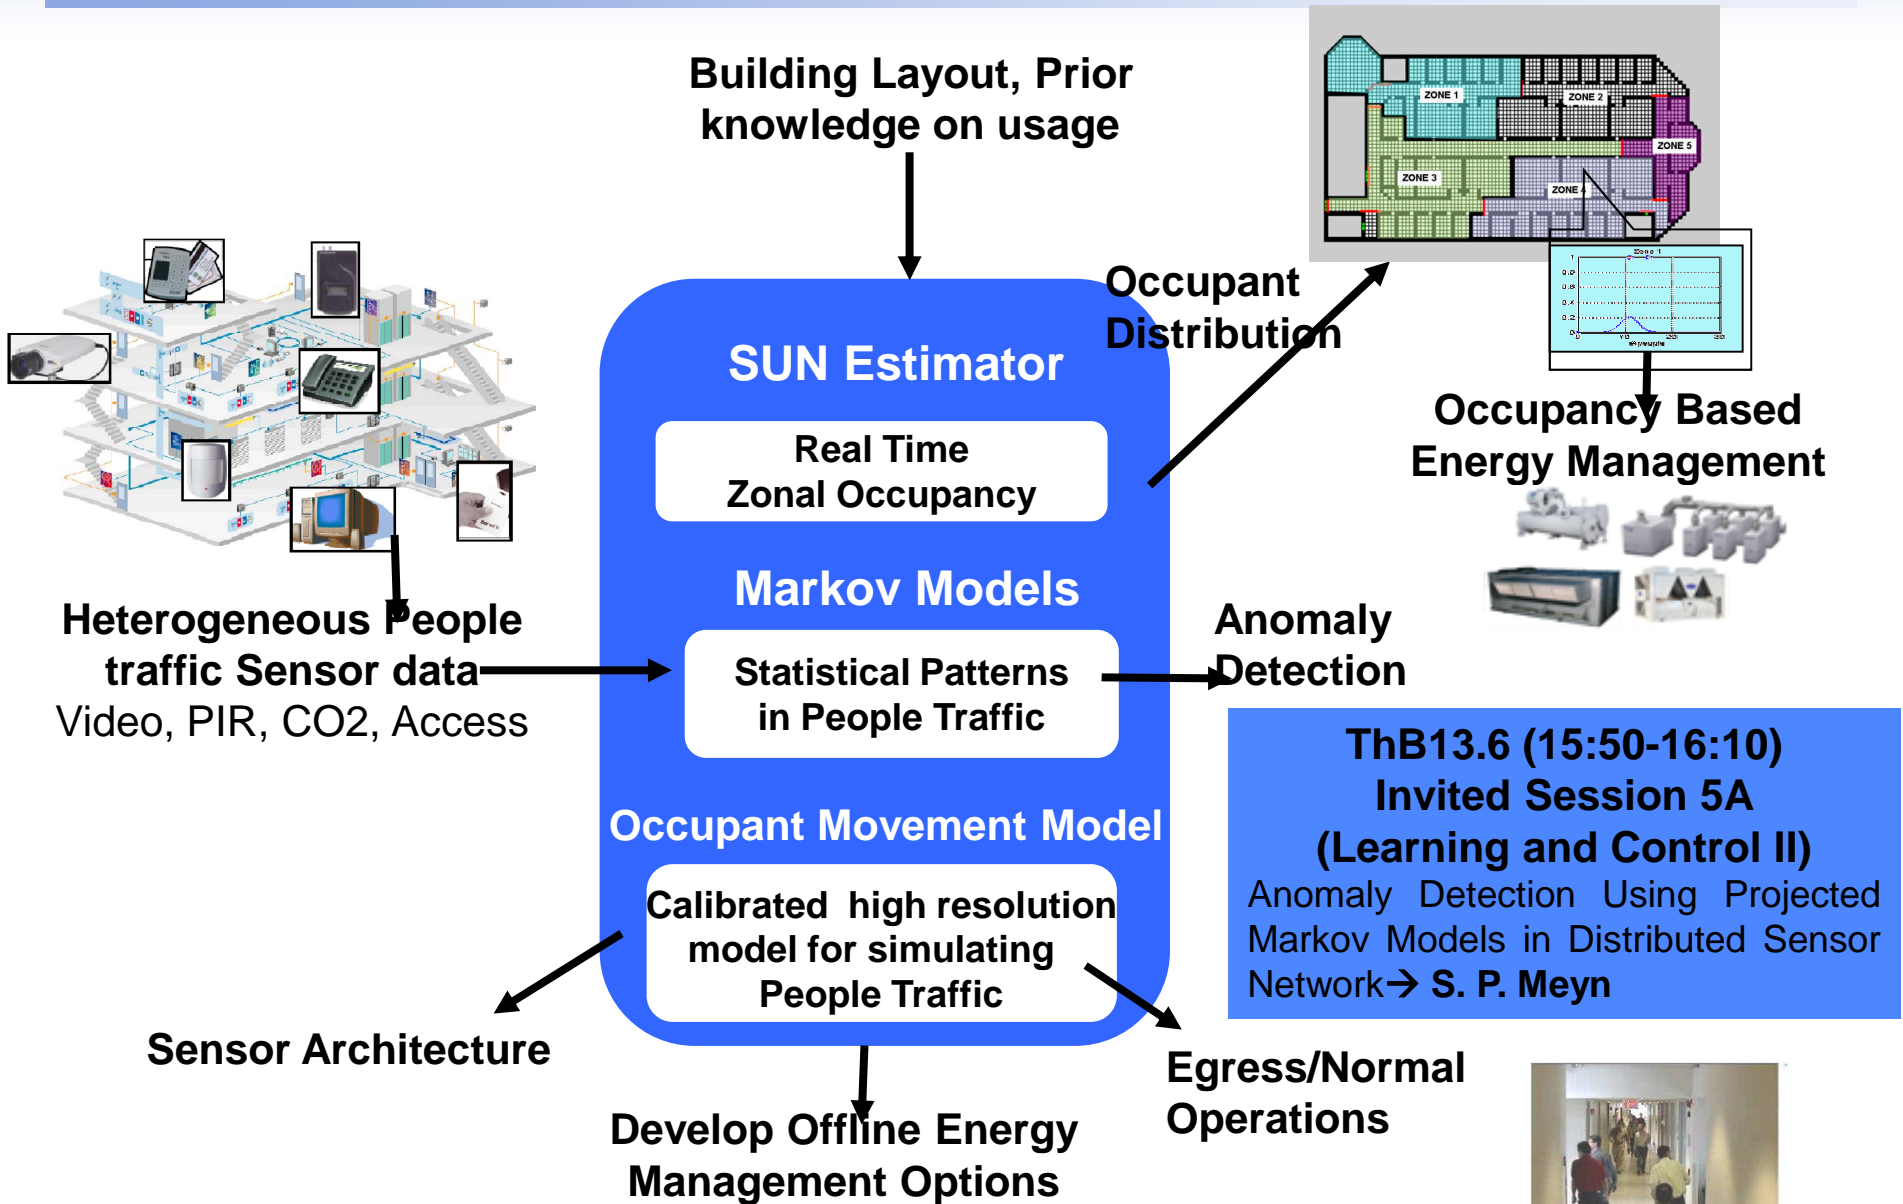 Building Layout, Prior
knowledge on usage
ZONE 1
ZONE 2
ZONE 3
ZONE 4
ZONE 5
Zone 1
Occupant
Distribution
SUN Estimator
Real Time
Zonal Occupancy
Occupancy Based
Energy Management
Markov Models
Heterogeneous People
traffic Sensor data
Video, PIR, CO2, Access
Statistical Patterns
in People Traffic
Anomaly
Detection
ThB13.6 (15:50-16:10)
Invited Session 5A
(Learning and Control II)
Anomaly Detection Using Projected
Markov Models in Distributed Sensor
Network→ S. P. Meyn
Occupant Movement Model
Calibrated high resolution
model for simulating
People Traffic
Sensor Architecture
Egress/Normal
Operations
Develop Offline Energy
Management Options